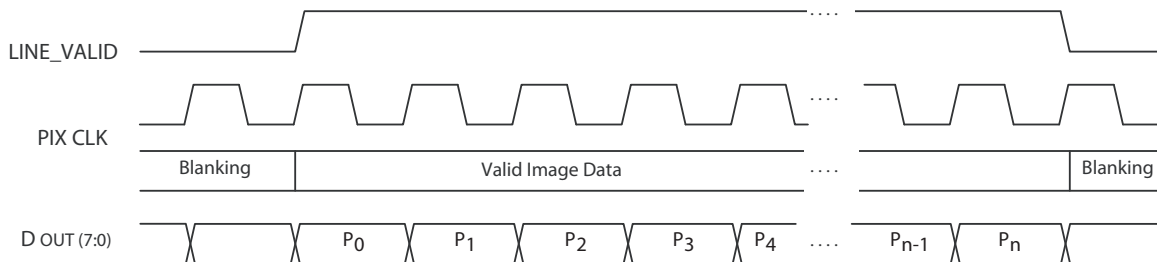 ....
LINE_VALID
....
PIX CLK
Blanking Valid Image Data .... Blanking
D OUT (7:0) P0 P1 P2 P3 P4 .... Pn-1 Pn